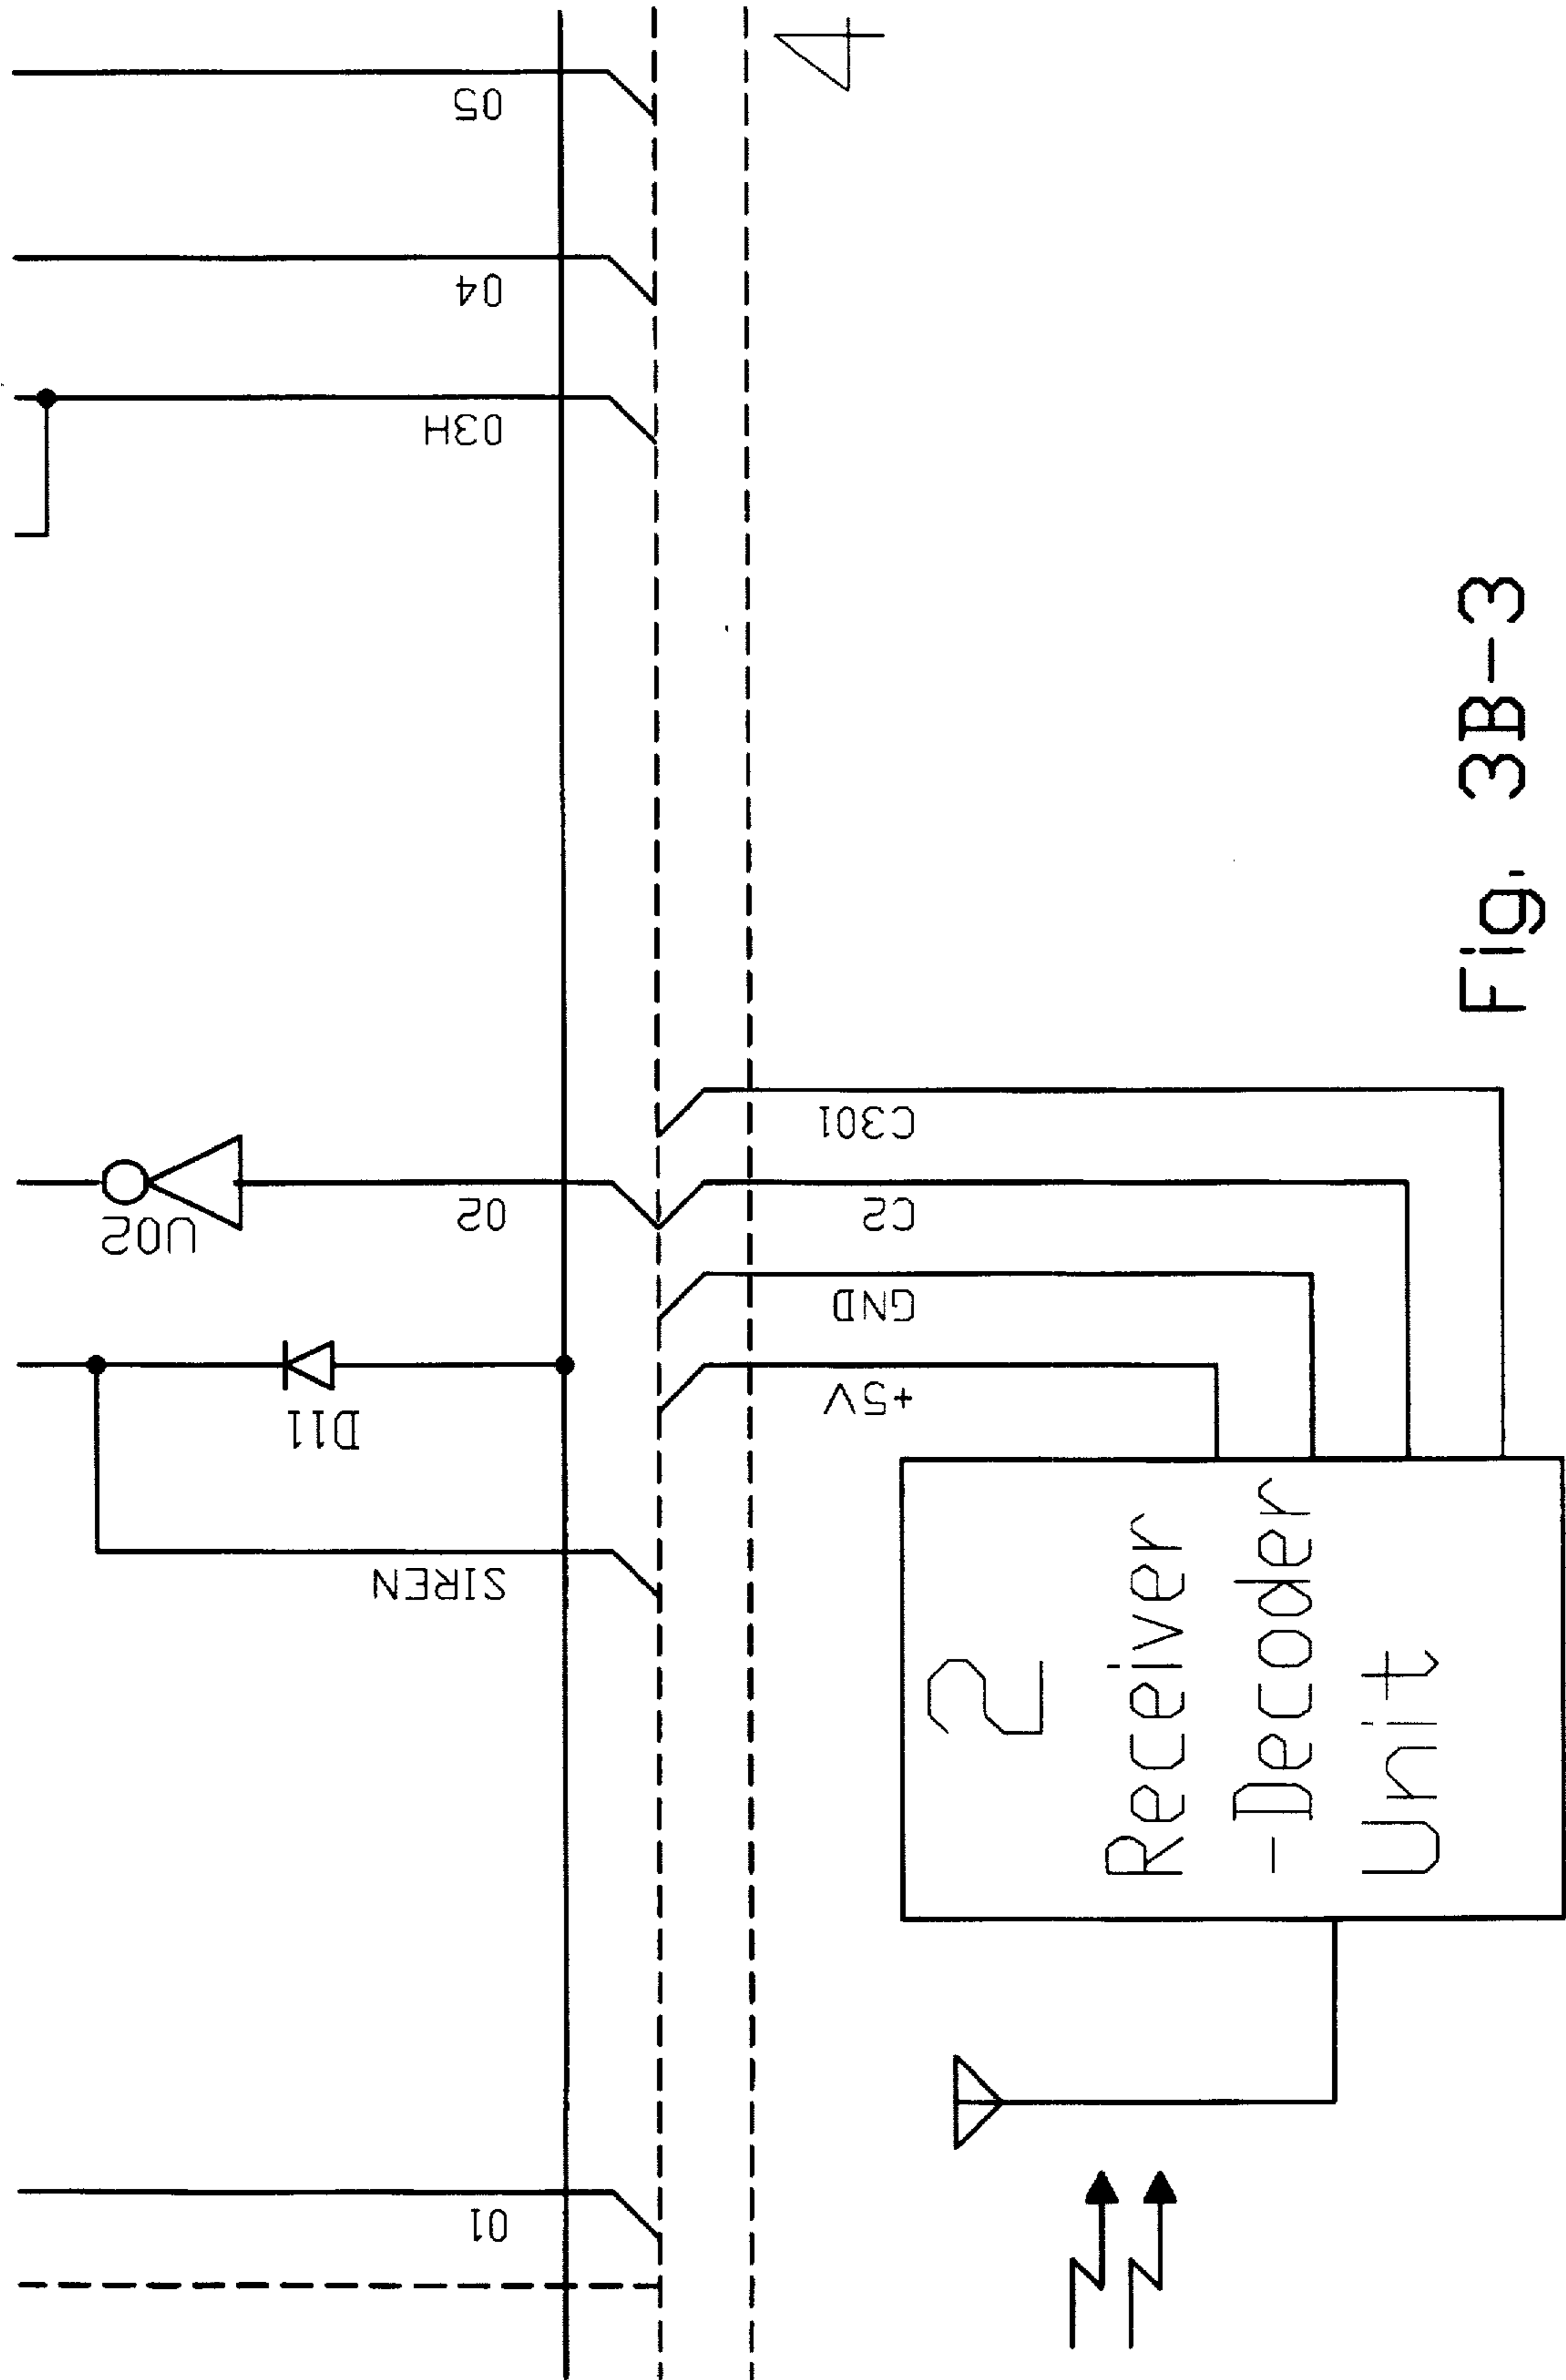 05
04
03H
4
U02
02
C301
C2
GND
+5V
D11
SIREN
2
Receiver
-Decoder
Unit
01
Fig. 3B-3